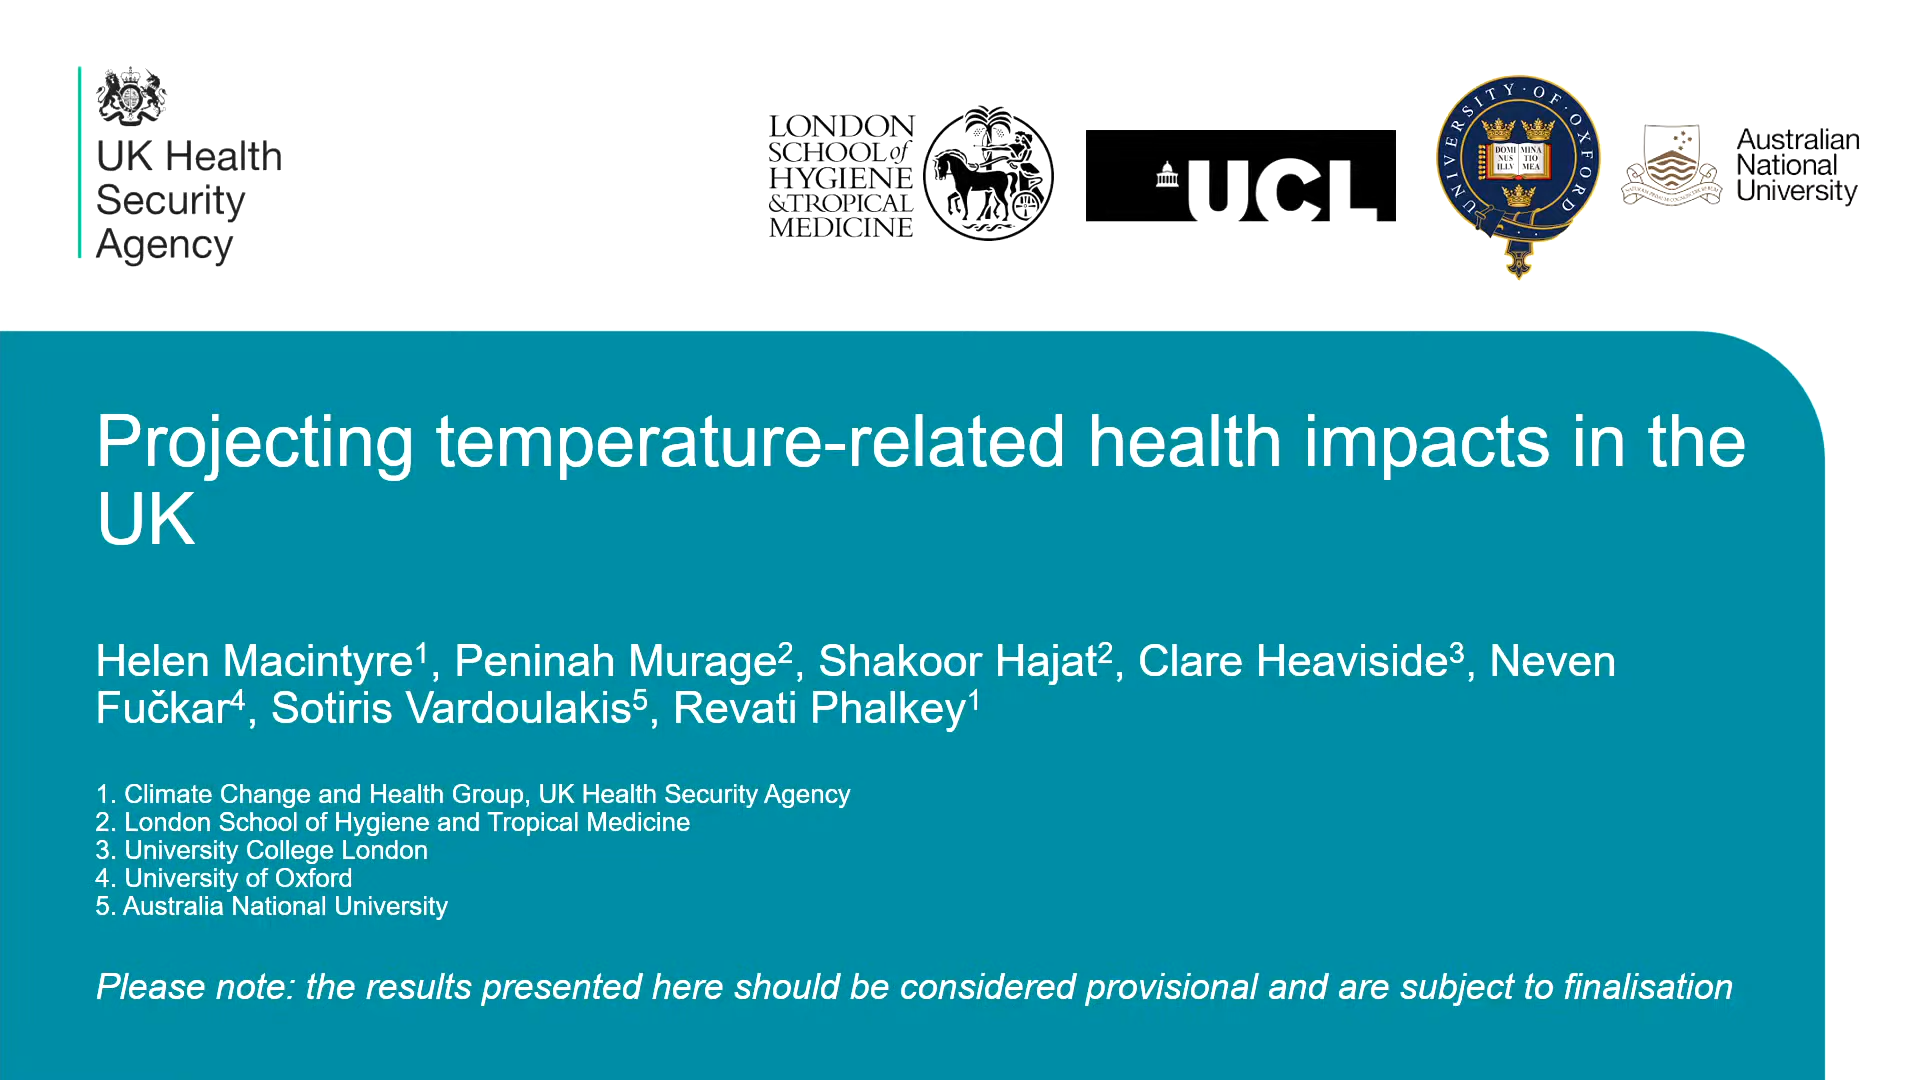 UK Health
Security
Agency
LONDON
SCHOOL of
HYGIENE
& TROPICAL
MEDICINE
UCL
UNIVERSITY · OF · OXFORD
DOMI MINA
NUS TIO
ILLV MEA
Australian
National
University
Projecting temperature-related health impacts in the
UK
Helen Macintyre¹, Peninah Murage², Shakoor Hajat², Clare Heaviside³, Neven
Fučkar⁴, Sotiris Vardoulakis⁵, Revati Phalkey¹
1. Climate Change and Health Group, UK Health Security Agency
2. London School of Hygiene and Tropical Medicine
3. University College London
4. University of Oxford
5. Australia National University
Please note: the results presented here should be considered provisional and are subject to finalisation